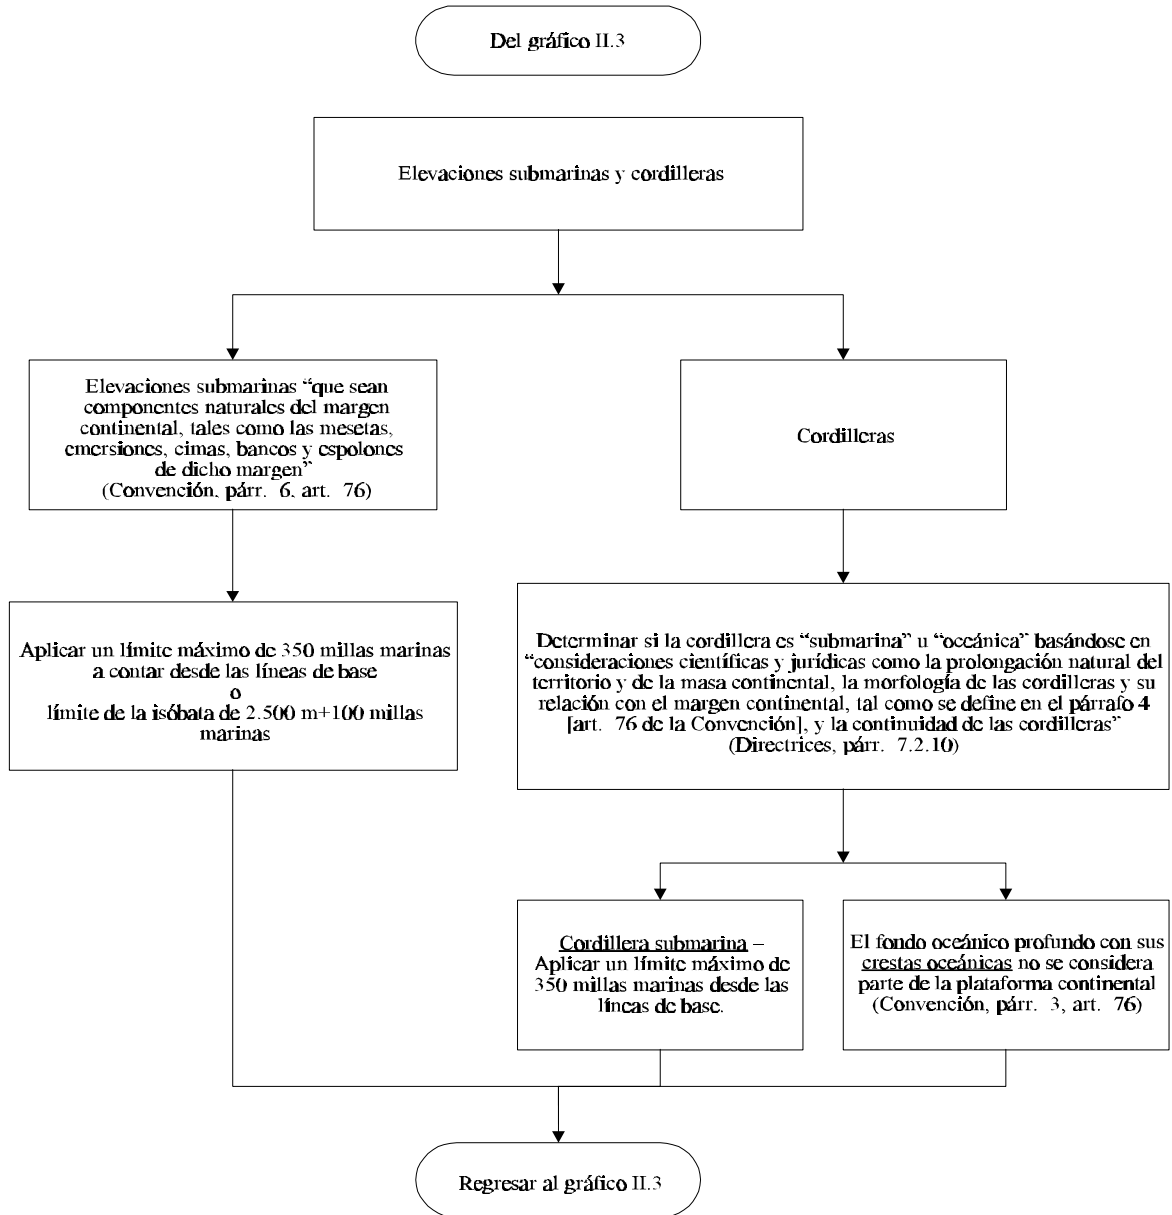 Del gráfico II.3
Elevaciones submarinas y cordilleras
Elevaciones submarinas “que sean
componentes naturales del margen
continental, tales como las mesetas,
emersiones, cimas, bancos y espolones
de dicho margen”
(Convención, párr. 6, art. 76)
Cordilleras
Aplicar un límite máximo de 350 millas marinas
a contar desde las líneas de base
o
límite de la isóbata de 2.500 m+100 millas
marinas
Determinar si la cordillera es “submarina” u “oceánica” basándose en
“consideraciones científicas y jurídicas como la prolongación natural del
territorio y de la masa continental, la morfología de las cordilleras y su
relación con el margen continental, tal como se define en el párrafo 4
[art. 76 de la Convención], y la continuidad de las cordilleras”
(Directrices, párr. 7.2.10)
Cordillera submarina –
Aplicar un límite máximo de
350 millas marinas desde las
líneas de base.
El fondo oceánico profundo con sus
crestas oceánicas no se considera
parte de la plataforma continental
(Convención, párr. 3, art. 76)
Regresar al gráfico II.3